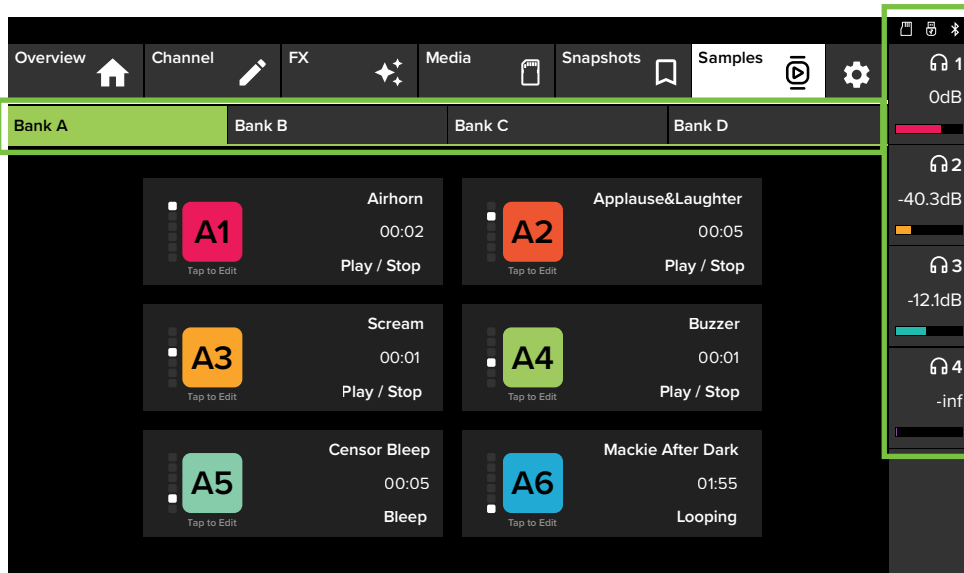 Overview
Channel
FX
Media
Snapshots
Samples
Bank A
Bank B
Bank C
Bank D
A1
Tap to Edit
Airhorn
00:02
Play / Stop
A2
Tap to Edit
Applause&Laughter
00:05
Play / Stop
A3
Tap to Edit
Scream
00:01
Play / Stop
A4
Tap to Edit
Buzzer
00:01
Play / Stop
A5
Tap to Edit
Censor Bleep
00:05
Bleep
A6
Tap to Edit
Mackie After Dark
01:55
Looping
1
0dB
2
-40.3dB
3
-12.1dB
4
-inf